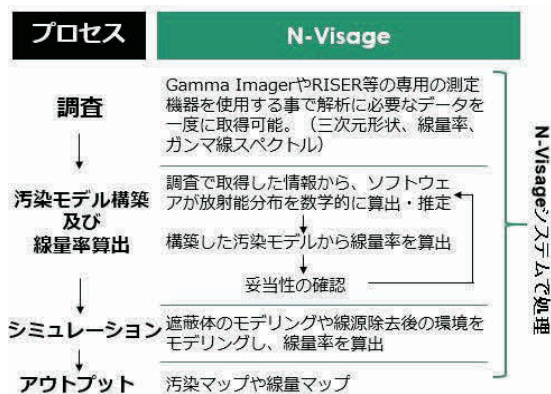 プロセス
N-Visage
調査
Gamma ImagerやRISER等の専用の測定
機器を使用する事で解析に必要なデータを
一度に取得可能。（三次元形状、線量率、
ガンマ線スペクトル）
汚染モデル構築
及び
線量率算出
調査で取得した情報から、ソフトウェ
アが放射能分布を数学的に算出・推定
構築した汚染モデルから線量率を算出
妥当性の確認
シミュレーション
遮蔽体のモデリングや線源除去後の環境を
モデリングし、線量率を算出
アウトプット
汚染マップや線量マップ
N-Visageシステムで処理